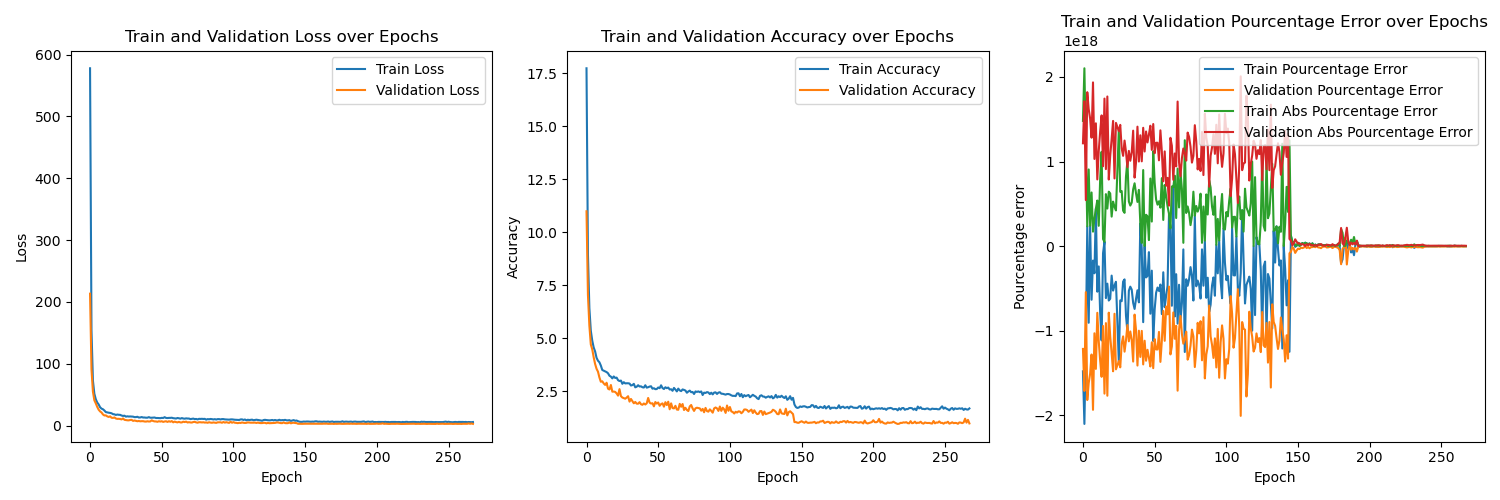 Train and Validation Loss over Epochs
600
500
400
300
200
100
0
Loss
0 50 100 150 200 250
Epoch
Train Loss
Validation Loss
Train and Validation Accuracy over Epochs
17.5
15.0
12.5
10.0
7.5
5.0
2.5
Accuracy
0 50 100 150 200 250
Epoch
Train Accuracy
Validation Accuracy
Train and Validation Pourcentage Error over Epochs
1e18
2
1
0
−1
−2
Pourcentage error
0 50 100 150 200 250
Epoch
Train Pourcentage Error
Validation Pourcentage Error
Train Abs Pourcentage Error
Validation Abs Pourcentage Error